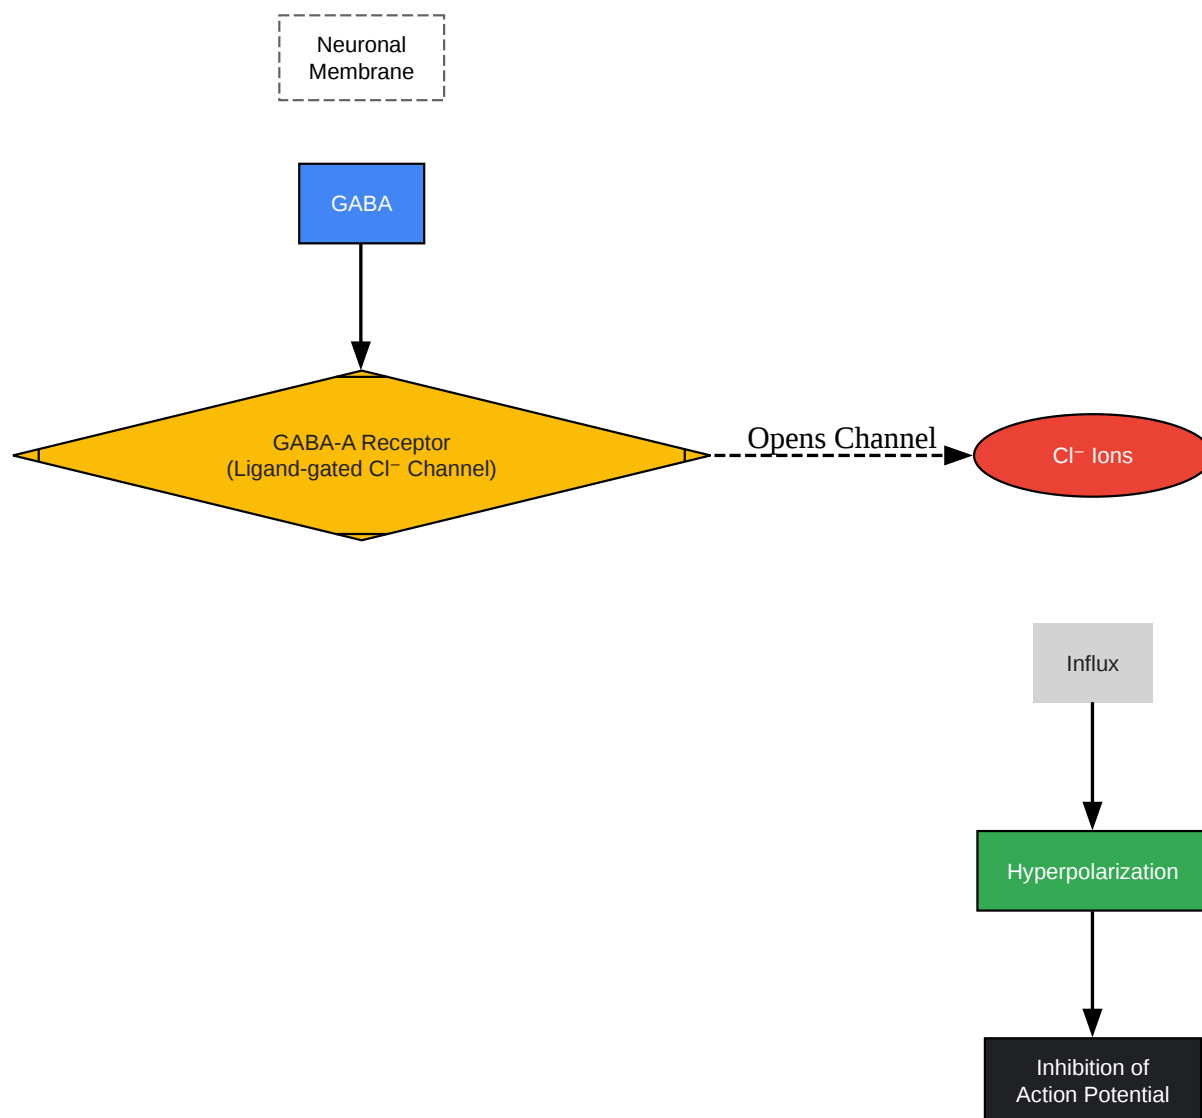 Neuronal
Membrane
GABA
GABA-A Receptor
(Ligand-gated Cl⁻ Channel)
Opens Channel
Cl⁻ Ions
Influx
Hyperpolarization
Inhibition of
Action Potential